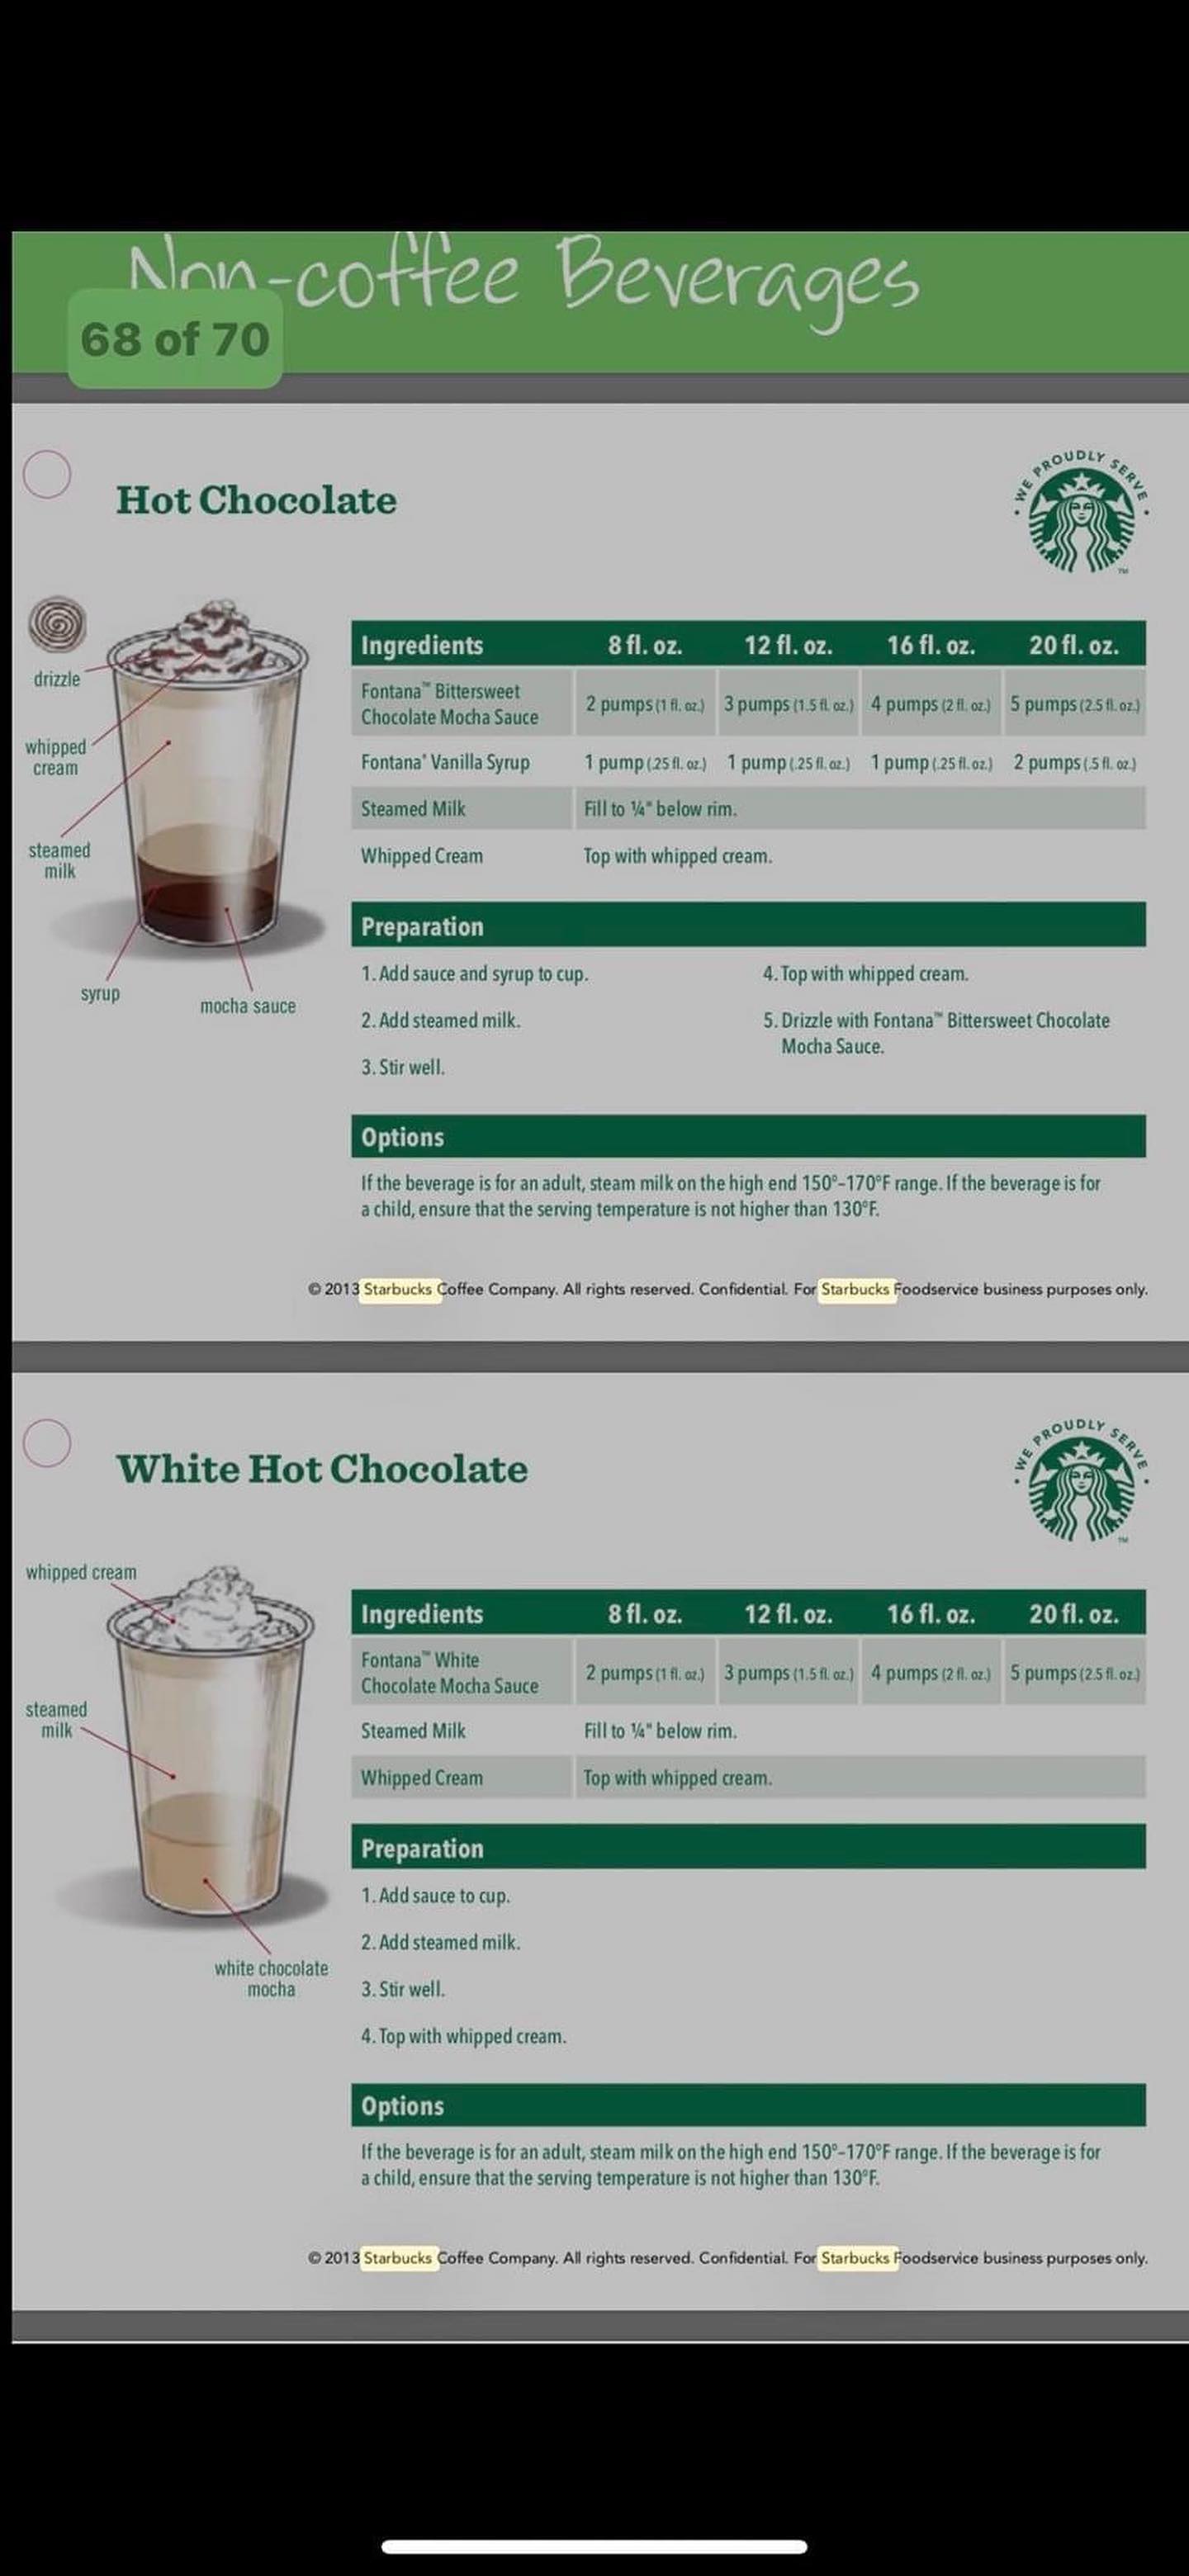 Non-coffee Beverages
68 of 70
Hot Chocolate
WE PROUDLY SERVE
TM
drizzle
whipped
cream
steamed
milk
syrup
mocha sauce
Ingredients 8 fl. oz. 12 fl. oz. 16 fl. oz. 20 fl. oz.
Fontana™ Bittersweet
Chocolate Mocha Sauce 2 pumps (1 fl. oz.) 3 pumps (1.5 fl. oz.) 4 pumps (2 fl. oz.) 5 pumps (2.5 fl. oz.)
Fontana® Vanilla Syrup 1 pump (.25 fl. oz.) 1 pump (.25 fl. oz.) 1 pump (.25 fl. oz.) 2 pumps (.5 fl. oz.)
Steamed Milk Fill to ¼" below rim.
Whipped Cream Top with whipped cream.
Preparation
1. Add sauce and syrup to cup.
2. Add steamed milk.
3. Stir well.
4. Top with whipped cream.
5. Drizzle with Fontana™ Bittersweet Chocolate
Mocha Sauce.
Options
If the beverage is for an adult, steam milk on the high end 150°–170°F range. If the beverage is for
a child, ensure that the serving temperature is not higher than 130°F.
© 2013 Starbucks Coffee Company. All rights reserved. Confidential. For Starbucks Foodservice business purposes only.
White Hot Chocolate
WE PROUDLY SERVE
TM
whipped cream
steamed
milk
white chocolate
mocha
Ingredients 8 fl. oz. 12 fl. oz. 16 fl. oz. 20 fl. oz.
Fontana™ White
Chocolate Mocha Sauce 2 pumps (1 fl. oz.) 3 pumps (1.5 fl. oz.) 4 pumps (2 fl. oz.) 5 pumps (2.5 fl. oz.)
Steamed Milk Fill to ¼" below rim.
Whipped Cream Top with whipped cream.
Preparation
1. Add sauce to cup.
2. Add steamed milk.
3. Stir well.
4. Top with whipped cream.
Options
If the beverage is for an adult, steam milk on the high end 150°–170°F range. If the beverage is for
a child, ensure that the serving temperature is not higher than 130°F.
© 2013 Starbucks Coffee Company. All rights reserved. Confidential. For Starbucks Foodservice business purposes only.